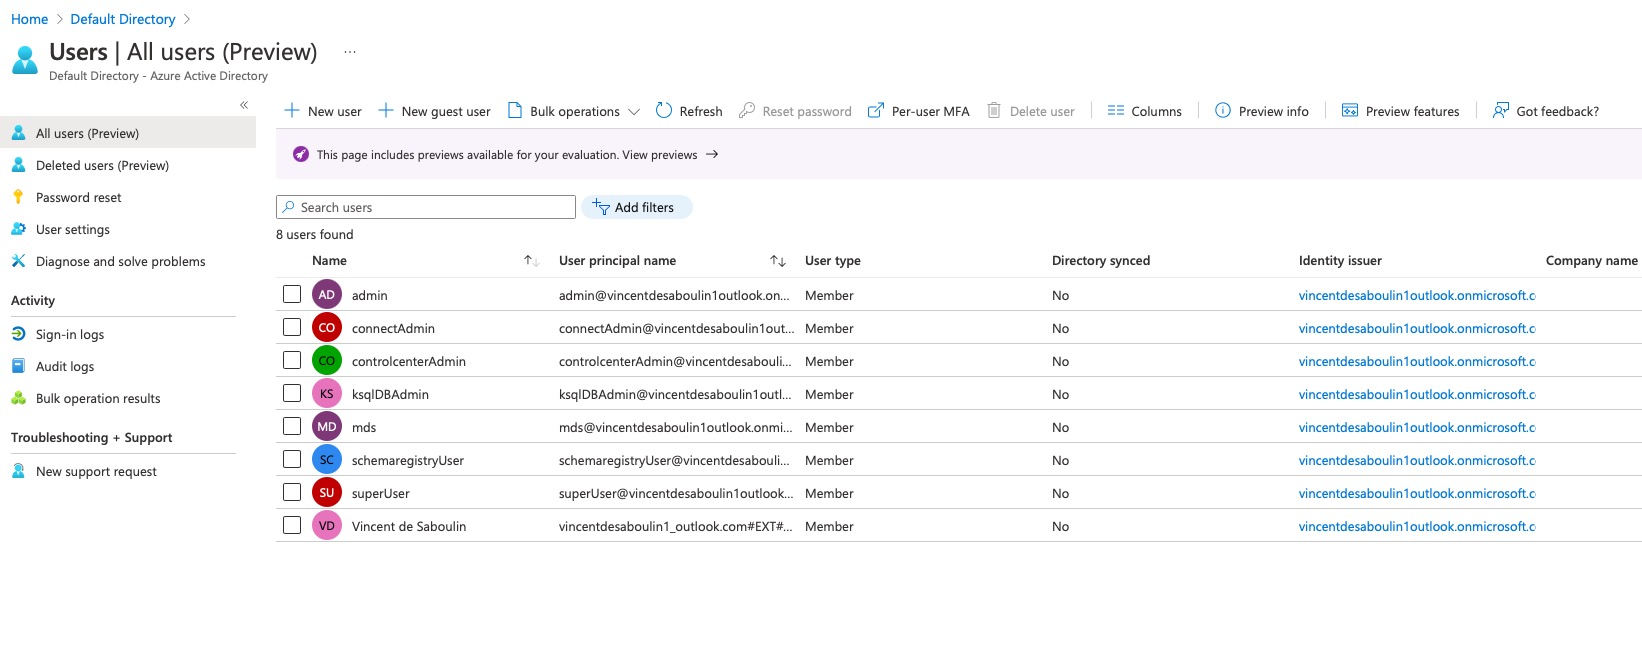 Home > Default Directory >
Users | All users (Preview) ...
Default Directory - Azure Active Directory
«
All users (Preview)
Deleted users (Preview)
Password reset
User settings
Diagnose and solve problems
Activity
Sign-in logs
Audit logs
Bulk operation results
Troubleshooting + Support
New support request
New user New guest user Bulk operations Refresh Reset password Per-user MFA Delete user Columns Preview info Preview features Got feedback?
This page includes previews available for your evaluation. View previews →
Search users Add filters
8 users found
Name ↑↓ User principal name ↑↓ User type Directory synced Identity issuer Company name
AD admin admin@vincentdesaboulin1outlook.on... Member No vincentdesaboulin1outlook.onmicrosoft.c
CO connectAdmin connectAdmin@vincentdesaboulin1out... Member No vincentdesaboulin1outlook.onmicrosoft.c
CO controlcenterAdmin controlcenterAdmin@vincentdesabouli... Member No vincentdesaboulin1outlook.onmicrosoft.c
KS ksqlDBAdmin ksqlDBAdmin@vincentdesaboulin1outl... Member No vincentdesaboulin1outlook.onmicrosoft.c
MD mds mds@vincentdesaboulin1outlook.onmi... Member No vincentdesaboulin1outlook.onmicrosoft.c
SC schemaregistryUser schemaregistryUser@vincentdesabouli... Member No vincentdesaboulin1outlook.onmicrosoft.c
SU superUser superUser@vincentdesaboulin1outlook... Member No vincentdesaboulin1outlook.onmicrosoft.c
VD Vincent de Saboulin vincentdesaboulin1_outlook.com#EXT#... Member No vincentdesaboulin1outlook.onmicrosoft.c